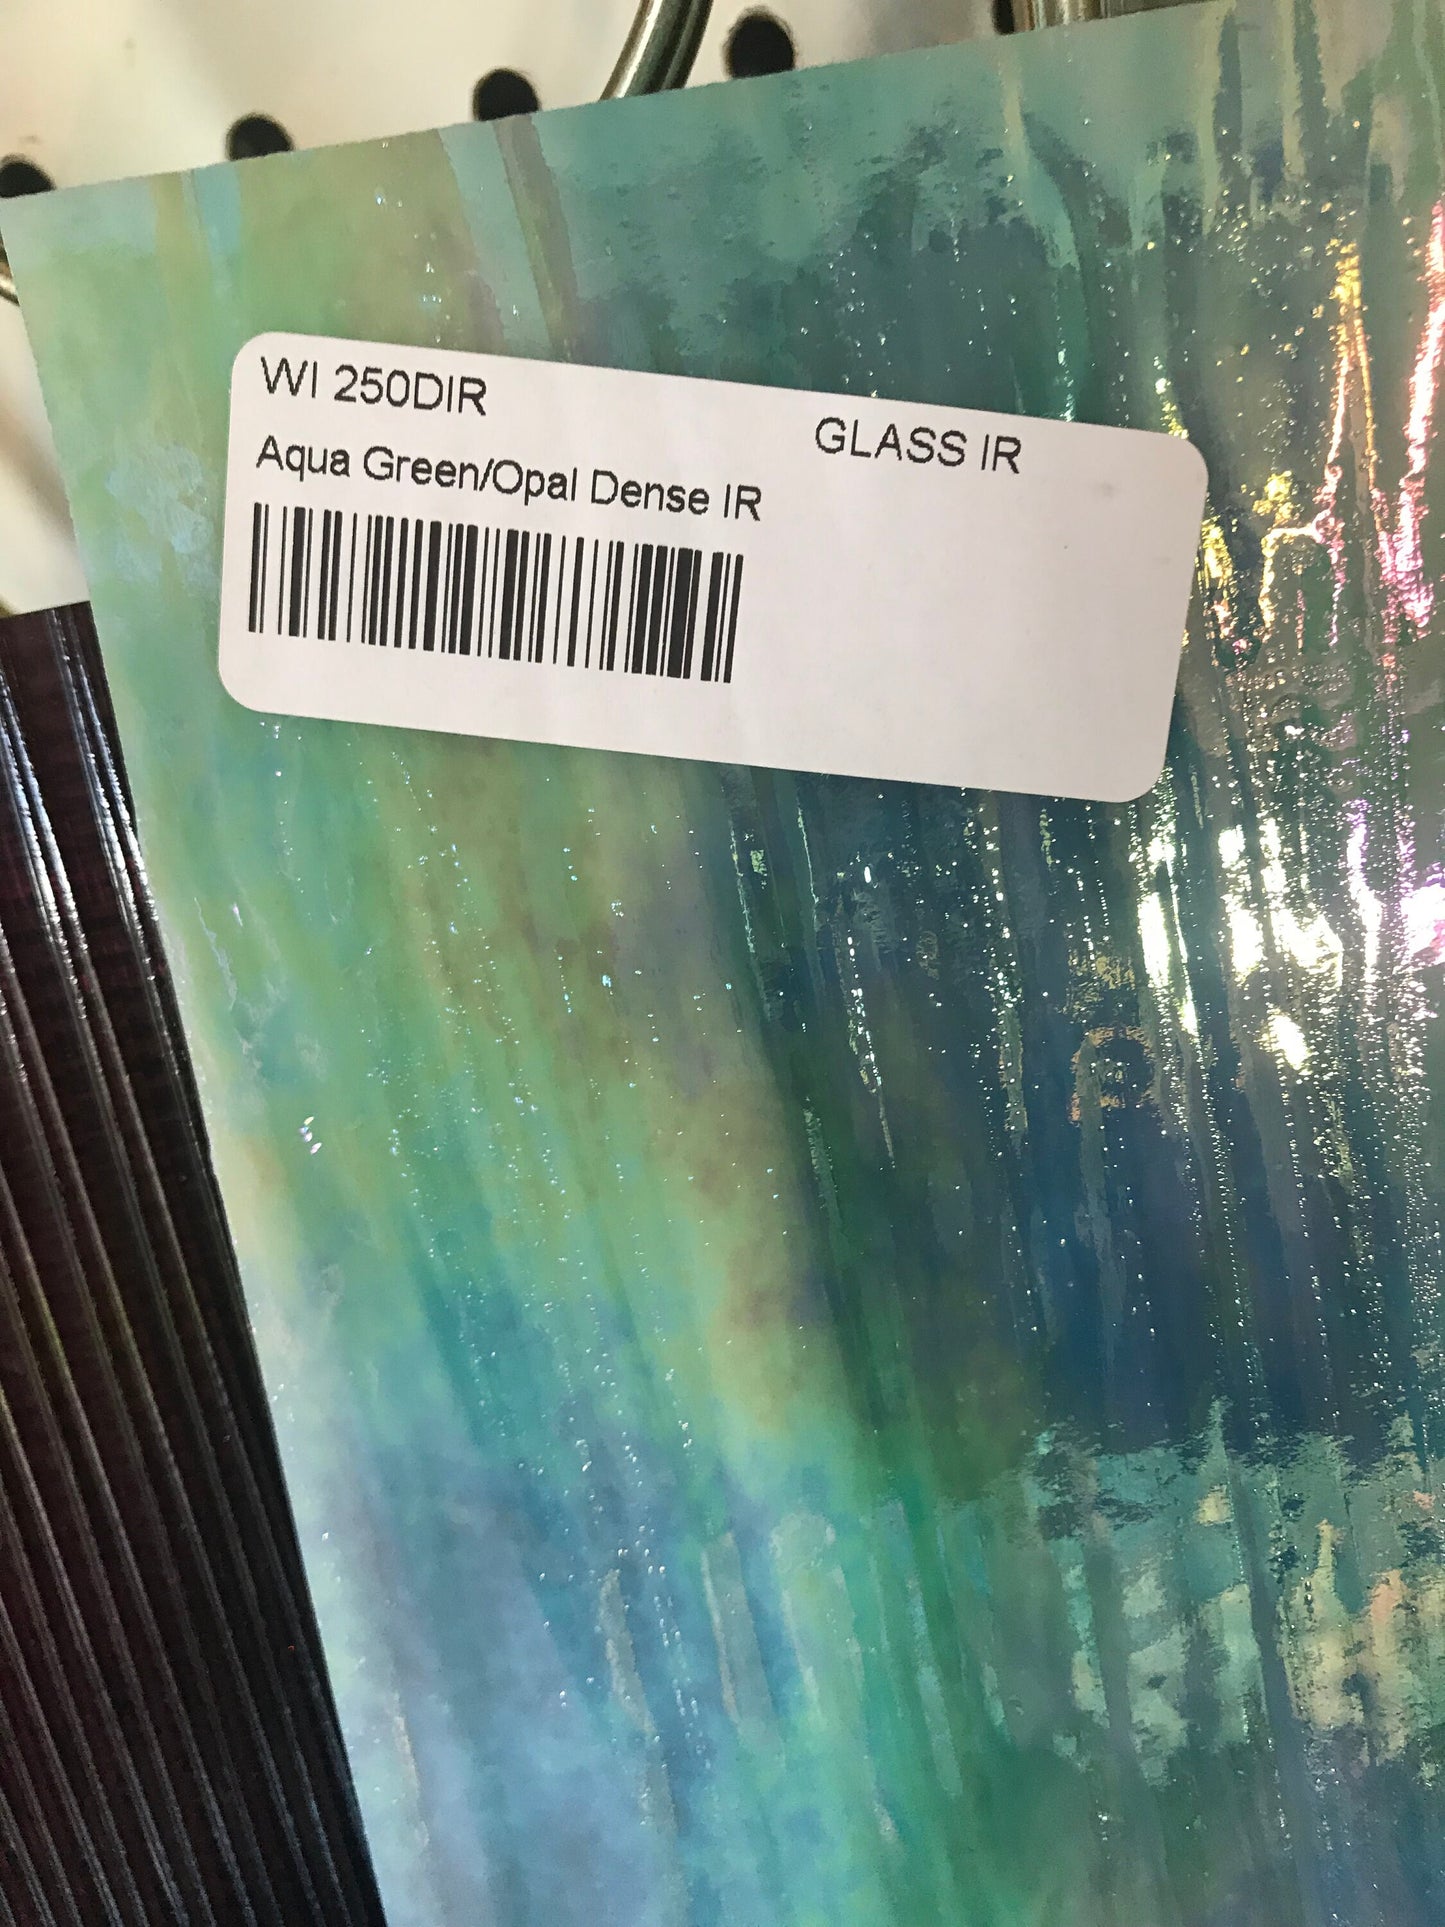 WI 250DIR
GLASS IR
Aqua Green/Opal Dense IR